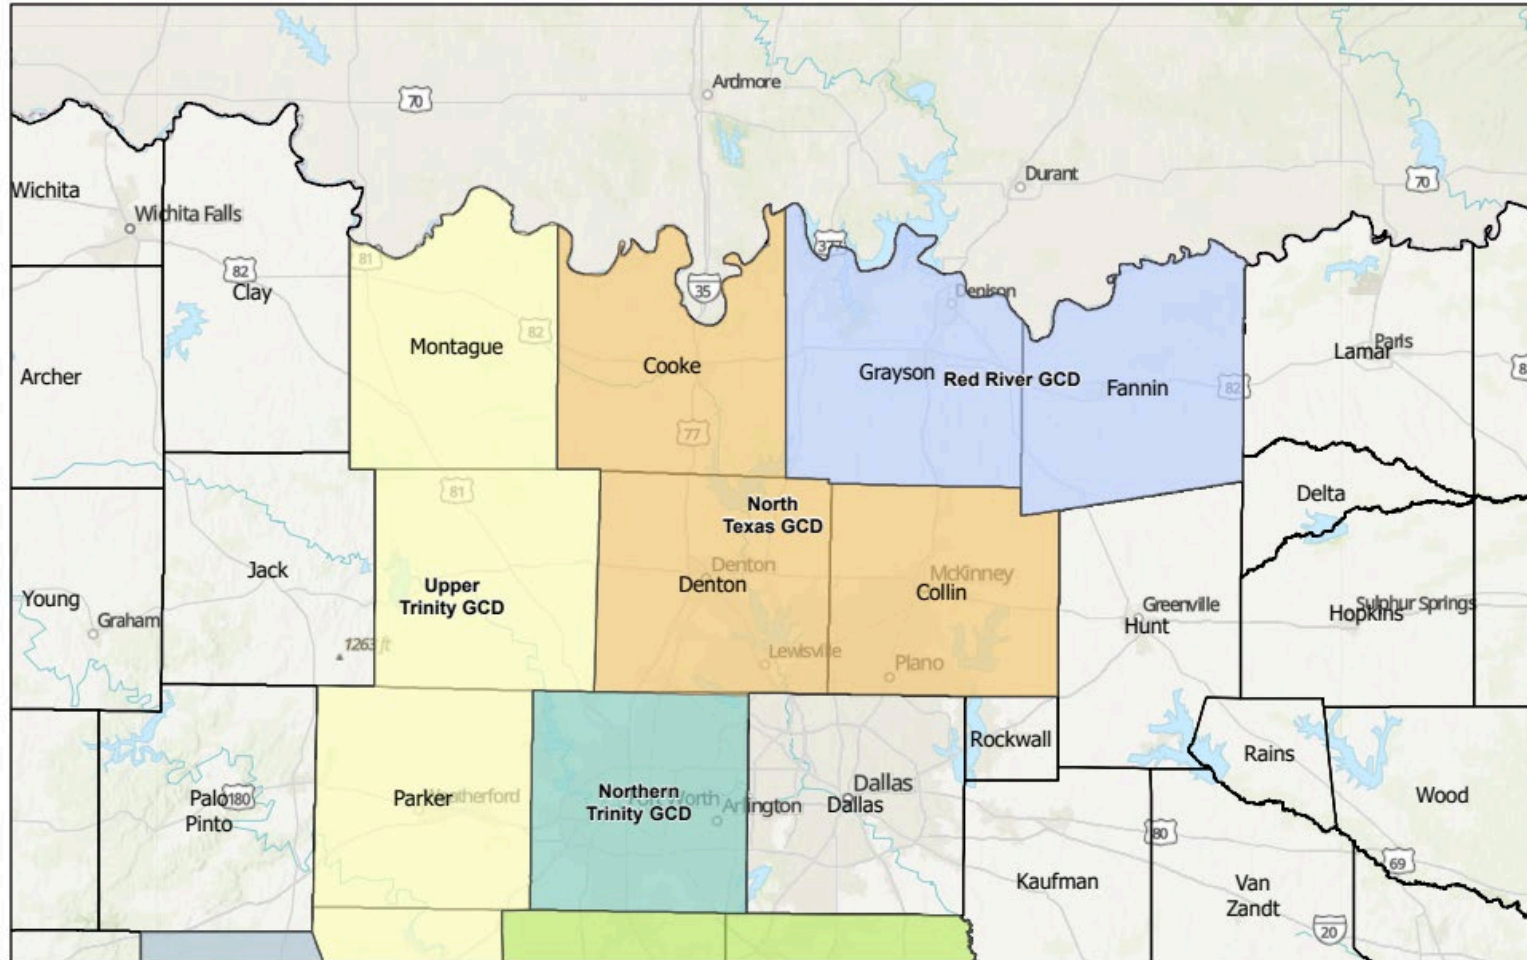 Ardmore
70
Durant
70
Wichita
Wichita Falls
377
81
82
Clay
35
Denison
82
Montague
Cooke
Grayson
Red River GCD
Fannin
82
Lamar
Paris
8
Archer
77
81
North
Texas GCD
Delta
Jack
Denton
Denton
McKinney
Collin
Upper
Trinity GCD
Young
Graham
Greenville
Hunt
Sulphur Springs
Hopkins
1263 ft
Lewisville
Plano
Rockwall
Rains
Palo
Pinto
180
Parker
Weatherford
Northern
Trinity GCD
Fort Worth
Arlington
Dallas
Dallas
Wood
80
69
Kaufman
Van
Zandt
20